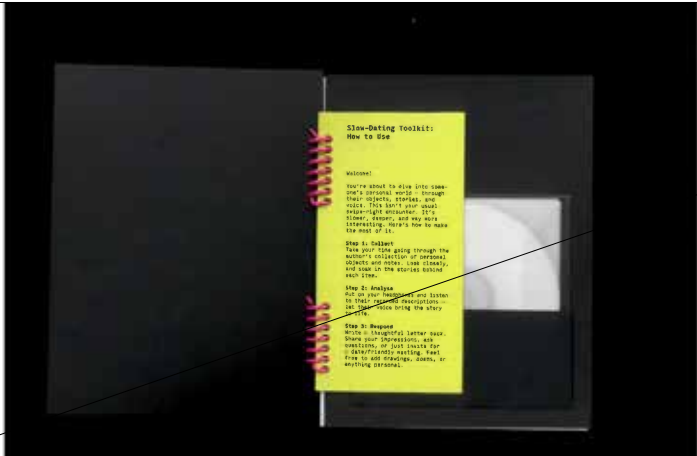 Slow-Dating Toolkit:
How to Use
Welcome!
You're about to dive into some-
one's personal world – through
their objects, stories, and
voice. This isn't your usual
swipe-right encounter. It's
slower, deeper, and way more
interesting. Here's how to make
the most of it.
Step 1: Collect
Take your time going through the
author's collection of personal
objects and notes. Look closely,
and soak in the stories behind
each item.
Step 2: Analyse
Put on your headphones and listen
to their recorded descriptions –
let their voice bring the story
to life.
Step 3: Respond
Write a thoughtful letter back.
Share your impressions, ask
questions, or just invite for
a date/friendly meeting. Feel
free to add drawings, poems, or
anything personal.